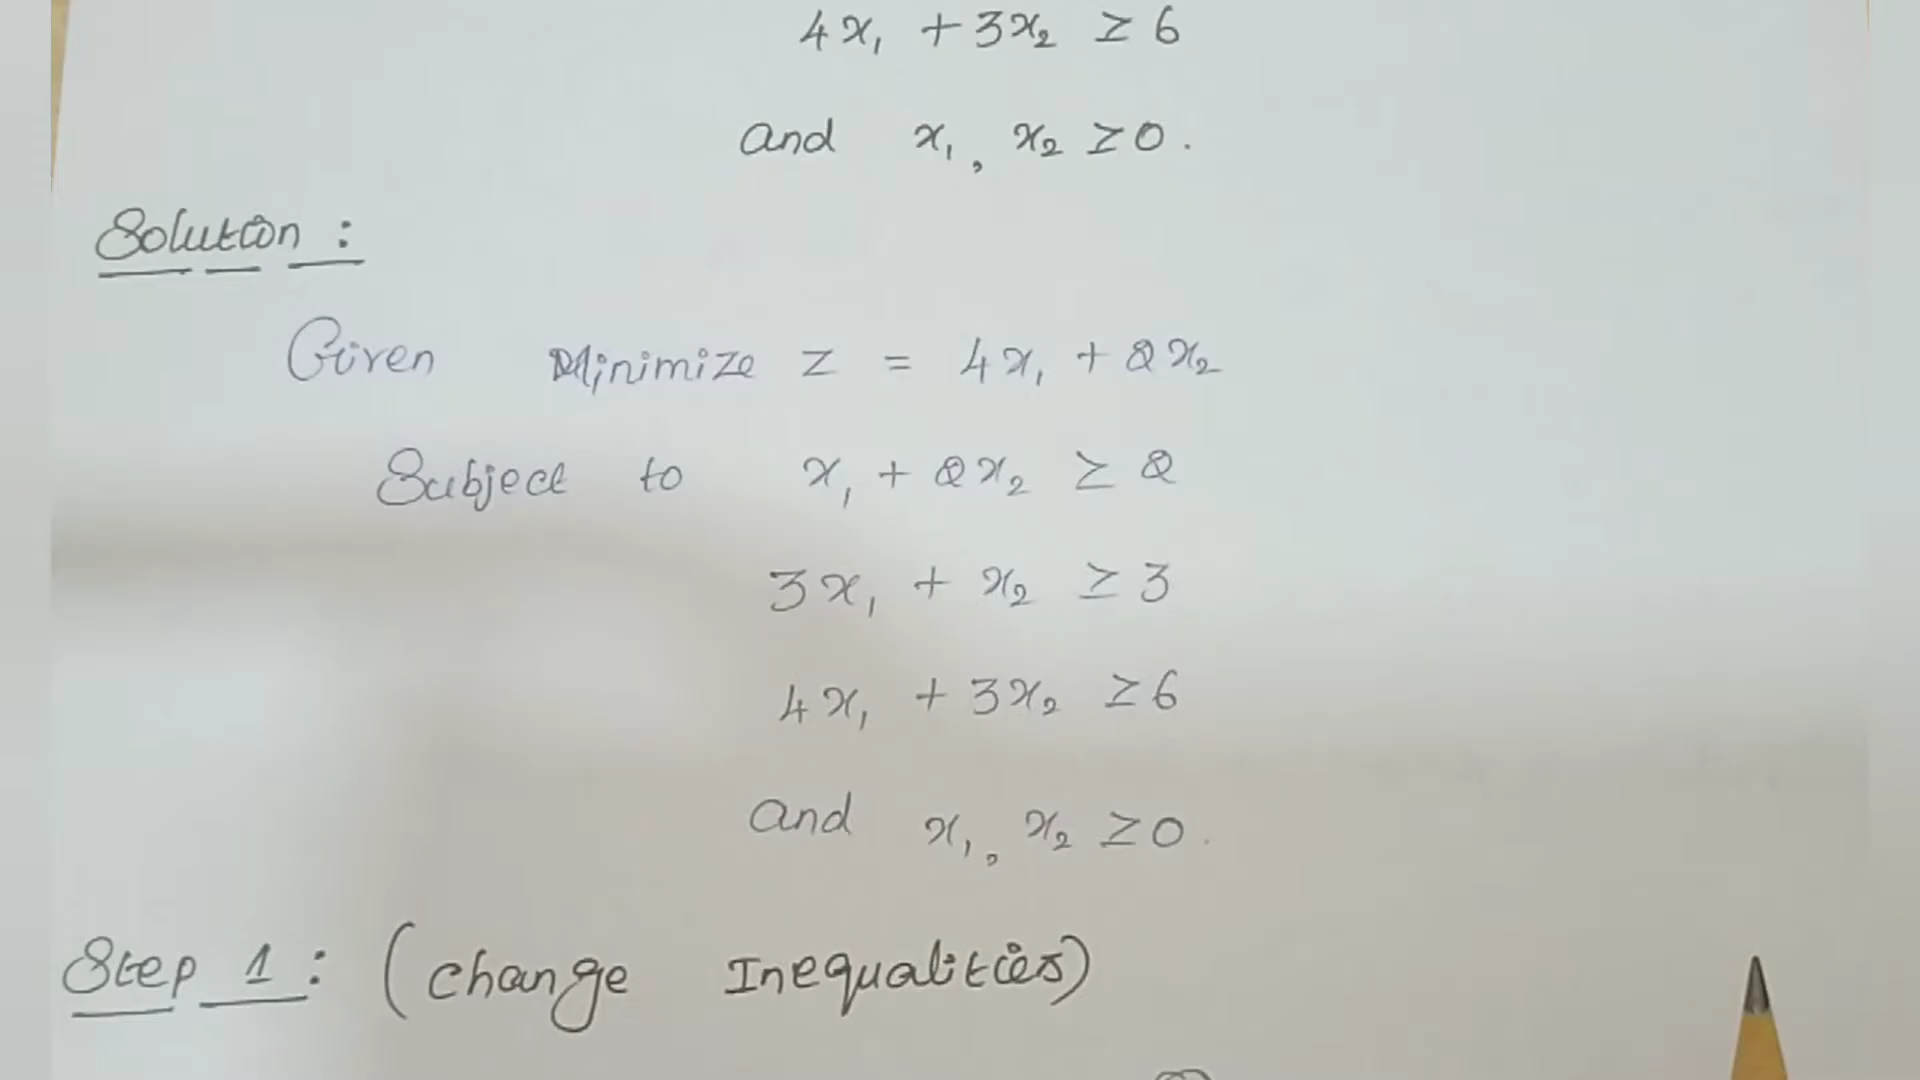 4x₁ + 3x₂ ≥ 6
and x₁, x₂ ≥ 0.
Solution :
Given Minimize z = 4x₁ + 2x₂
Subject to x₁ + 2x₂ ≥ 2
3x₁ + x₂ ≥ 3
4x₁ + 3x₂ ≥ 6
and x₁, x₂ ≥ 0.
Step 1 : (Change Inequalities)